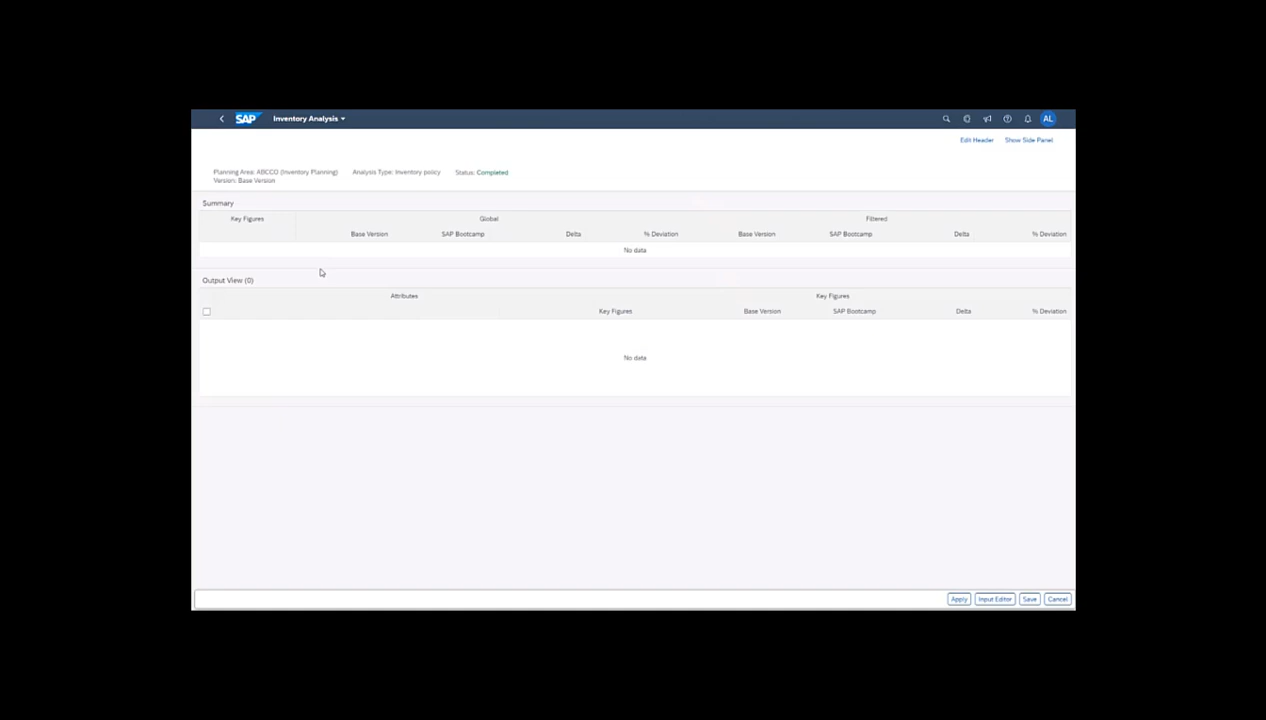 SAP Inventory Analysis AL
Edit Header Show Side Panel
Planning Area: ABCCO (Inventory Planning) Analysis Type: Inventory policy Status: Completed
Version: Base Version
Summary
Key Figures Global Filtered
Base Version SAP Bootcamp Delta % Deviation Base Version SAP Bootcamp Delta % Deviation
No data
Output View (0)
Attributes Key Figures
Key Figures Base Version SAP Bootcamp Delta % Deviation
No data
Apply Input Editor Save Cancel